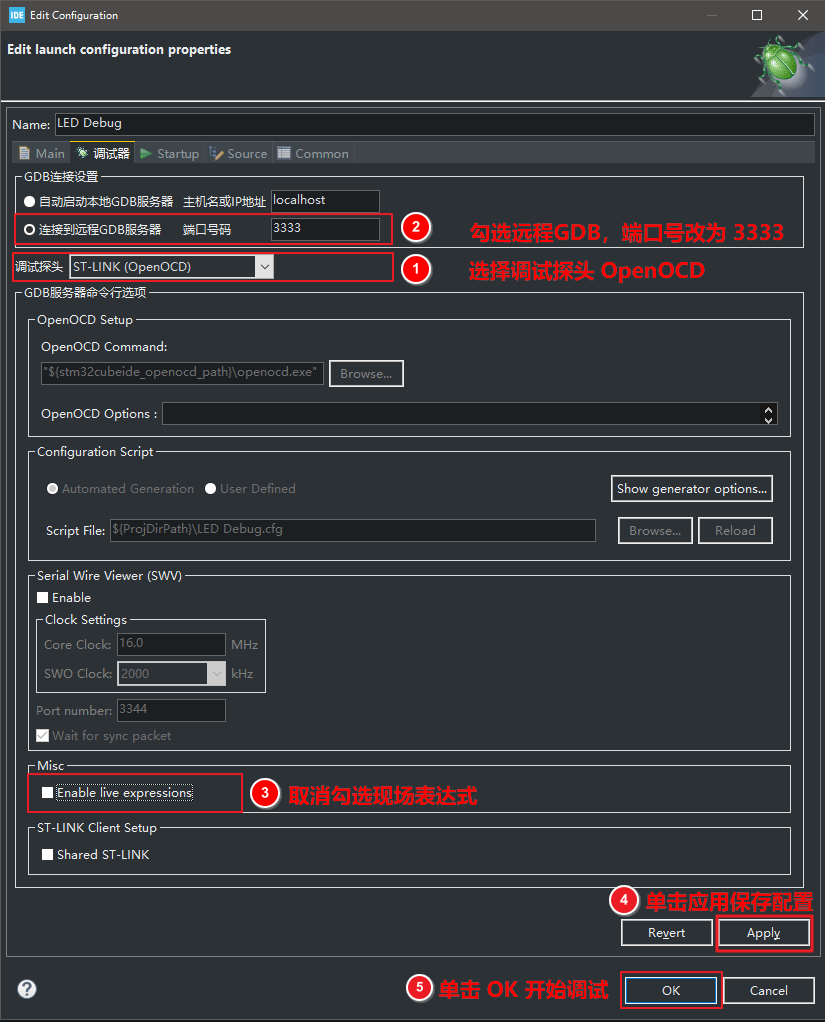 IDE Edit Configuration
Edit launch configuration properties
Name: LED Debug
Main 调试器 Startup Source Common
GDB连接设置
自动启动本地GDB服务器 主机名或IP地址 localhost
连接到远程GDB服务器 端口号码 3333 2 勾选远程GDB，端口号改为 3333
调试探头 ST-LINK (OpenOCD) 1 选择调试探头 OpenOCD
GDB服务器命令行选项
OpenOCD Setup
OpenOCD Command:
"${stm32cubeide_openocd_path}\openocd.exe" Browse...
OpenOCD Options :
Configuration Script
Automated Generation User Defined Show generator options...
Script File: ${ProjDirPath}\LED Debug.cfg Browse... Reload
Serial Wire Viewer (SWV)
Enable
Clock Settings
Core Clock: 16.0 MHz
SWO Clock: 2000 kHz
Port number: 3344
Wait for sync packet
Misc
Enable live expressions 3 取消勾选现场表达式
ST-LINK Client Setup
Shared ST-LINK
4 单击应用保存配置
Revert Apply
? 5 单击 OK 开始调试 OK Cancel